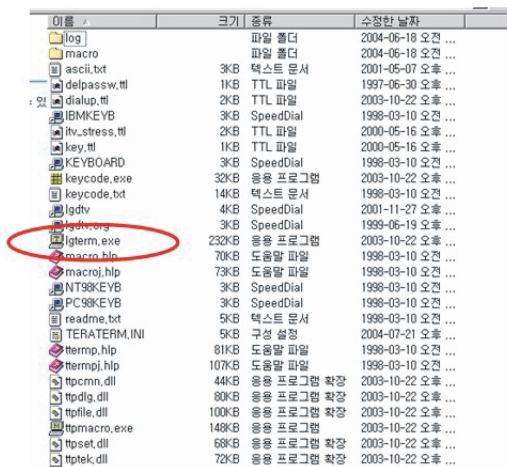 이름 크기 종류 수정한 날짜
log 파일 폴더 2004-06-18 오전 ...
macro 파일 폴더 2004-06-18 오전 ...
ascii.txt 3KB 텍스트 문서 2001-05-07 오후 ...
delpassw.ttl 1KB TTL 파일 1997-06-30 오후 ...
있 dialup.ttl 2KB TTL 파일 2003-10-22 오후 ...
IBMKEYB 3KB SpeedDial 1998-03-10 오전 ...
itv_stress.ttl 2KB TTL 파일 2000-05-16 오후 ...
key.ttl 1KB TTL 파일 2000-05-16 오후 ...
KEYBOARD 3KB SpeedDial 1998-03-10 오전 ...
keycode.exe 32KB 응용 프로그램 2003-10-22 오후 ...
keycode.txt 14KB 텍스트 문서 1998-03-10 오전 ...
lgdtv 4KB SpeedDial 2001-11-27 오후 ...
lgdtv.org 3KB SpeedDial 1999-06-19 오후 ...
lgterm.exe 232KB 응용 프로그램 2003-10-22 오후 ...
macro.hlp 70KB 도움말 파일 1998-03-10 오전 ...
macroj.hlp 73KB 도움말 파일 1998-03-10 오전 ...
NT98KEYB 3KB SpeedDial 1998-03-10 오전 ...
PC98KEYB 3KB SpeedDial 1998-03-10 오전 ...
readme.txt 5KB 텍스트 문서 1998-03-10 오전 ...
TERATERM.INI 5KB 구성 설정 2004-07-21 오후 ...
ttermp.hlp 81KB 도움말 파일 1998-03-10 오전 ...
ttermpj.hlp 107KB 도움말 파일 1998-03-10 오전 ...
ttpcmn.dll 44KB 응용 프로그램 확장 2003-10-22 오후 ...
ttpdlg.dll 80KB 응용 프로그램 확장 2003-10-22 오후 ...
ttpfile.dll 100KB 응용 프로그램 확장 2003-10-22 오후 ...
ttpmacro.exe 148KB 응용 프로그램 2003-10-22 오후 ...
ttpset.dll 68KB 응용 프로그램 확장 2003-10-22 오후 ...
ttptek.dll 72KB 응용 프로그램 확장 2003-10-22 오후 ...